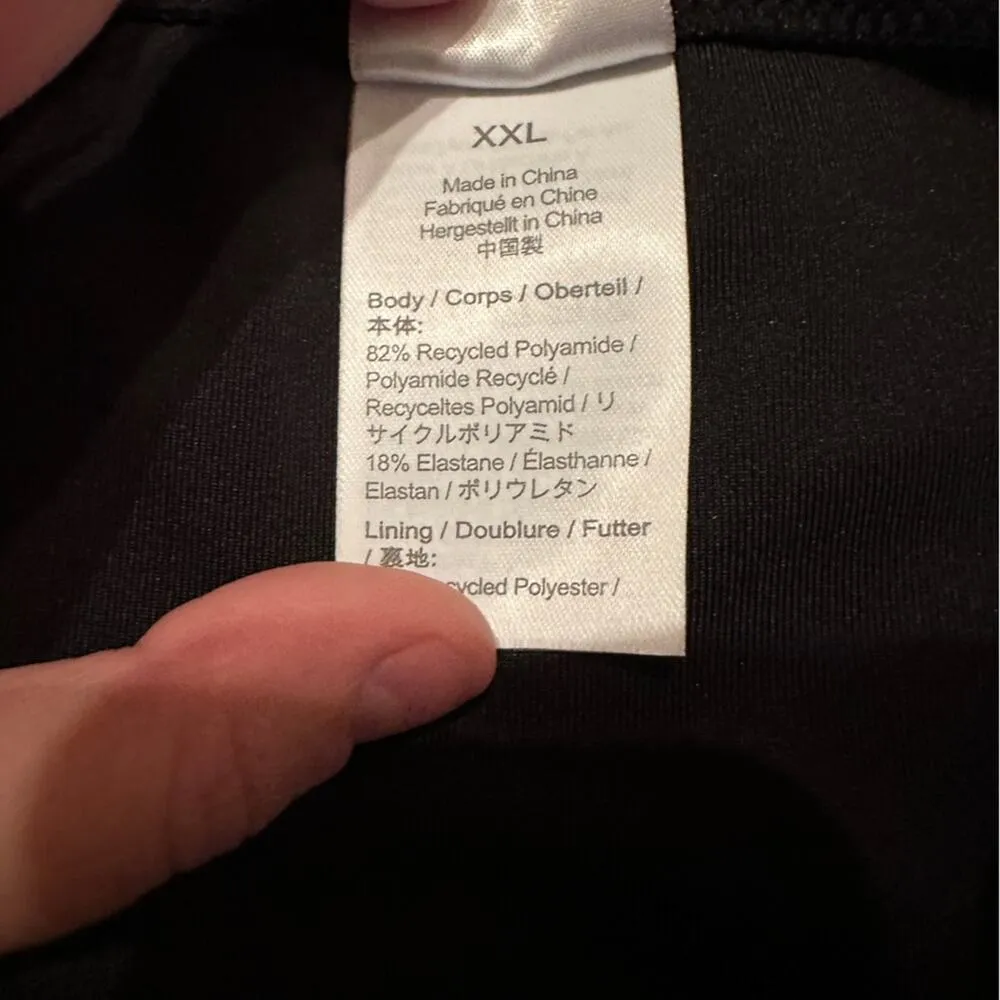 XXL
Made in China
Fabriqué en Chine
Hergestellt in China
中国製
Body / Corps / Oberteil /
本体:
82% Recycled Polyamide /
Polyamide Recyclé /
Recyceltes Polyamid / リ
サイクルポリアミド
18% Elastane / Élasthanne /
Elastan / ポリウレタン
Lining / Doublure / Futter
/ 裏地:
Polyester /